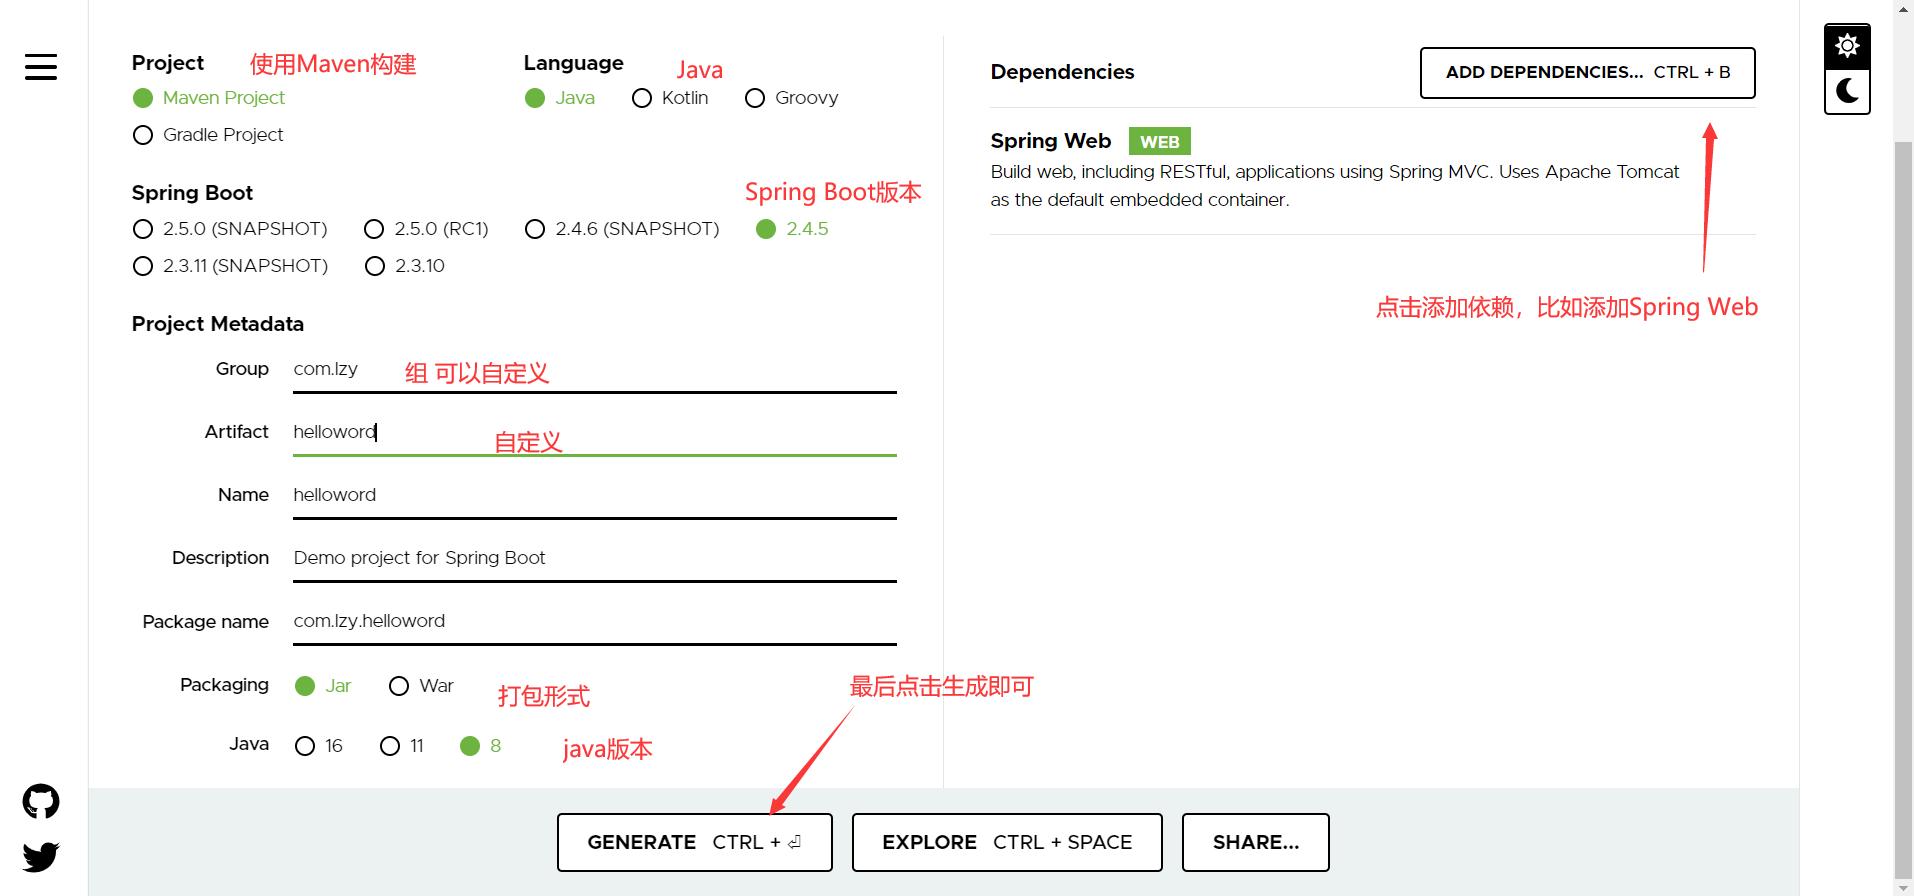 Project 使用Maven构建
Maven Project
Gradle Project
Language Java
Java Kotlin Groovy
Spring Boot Spring Boot版本
2.5.0 (SNAPSHOT) 2.5.0 (RC1) 2.4.6 (SNAPSHOT) 2.4.5
2.3.11 (SNAPSHOT) 2.3.10
Project Metadata
Group com.lzy 组 可以自定义
Artifact helloword 自定义
Name helloword
Description Demo project for Spring Boot
Package name com.lzy.helloword
Packaging Jar War 打包形式
Java 16 11 8 java版本
Dependencies ADD DEPENDENCIES... CTRL + B
Spring Web WEB
Build web, including RESTful, applications using Spring MVC. Uses Apache Tomcat
as the default embedded container.
点击添加依赖，比如添加Spring Web
最后点击生成即可
GENERATE CTRL + ⏎ EXPLORE CTRL + SPACE SHARE...